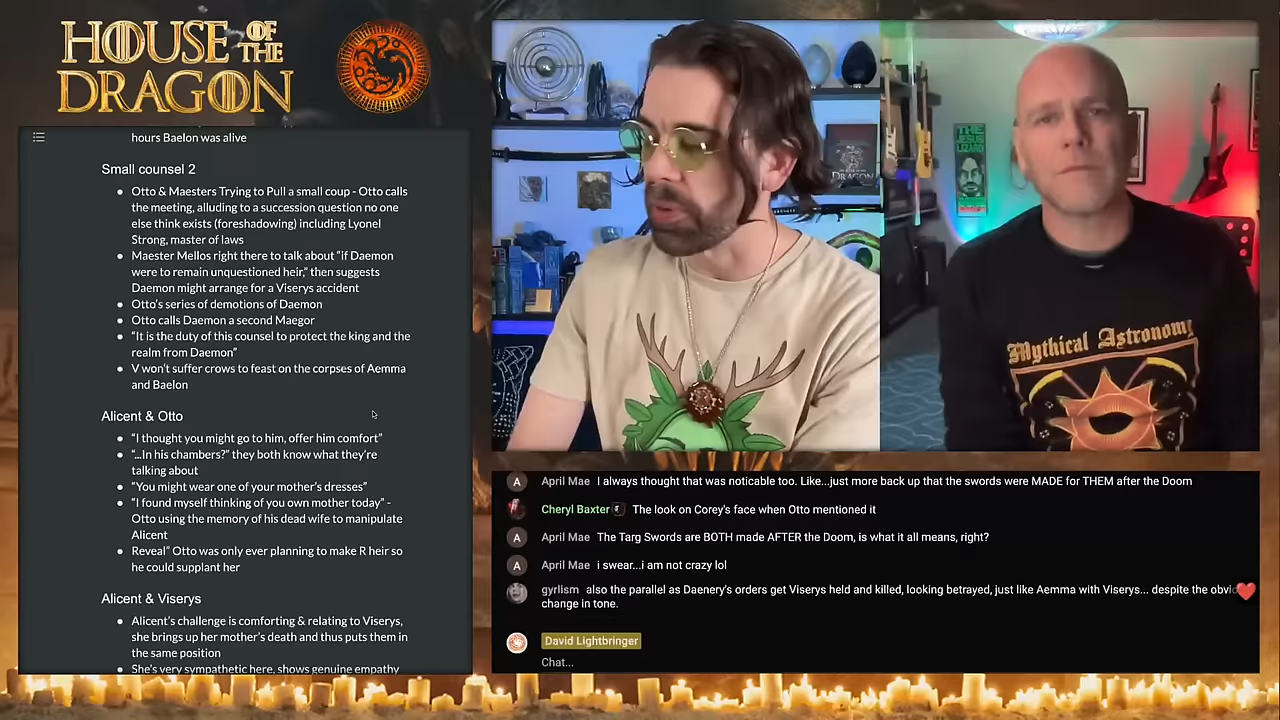 HOUSE OF THE
DRAGON
hours Baelon was alive
Small counsel 2
Otto & Maesters Trying to Pull a small coup - Otto calls
the meeting, alluding to a succession question no one
else think exists (foreshadowing) including Lyonel
Strong, master of laws
Maester Mellos right there to talk about "if Daemon
were to remain unquestioned heir," then suggests
Daemon might arrange for a Viserys accident
Otto's series of demotions of Daemon
Otto calls Daemon a second Maegor
"It is the duty of this counsel to protect the king and the
realm from Daemon"
V won't suffer crows to feast on the corpses of Aemma
and Baelon
Alicent & Otto
"I thought you might go to him, offer him comfort"
"...In his chambers?" they both know what they're
talking about
"You might wear one of your mother's dresses"
"I found myself thinking of you own mother today" -
Otto using the memory of his dead wife to manipulate
Alicent
Reveal" Otto was only ever planning to make R heir so
he could supplant her
Alicent & Viserys
Alicent's challenge is comforting & relating to Viserys,
she brings up her mother's death and thus puts them in
the same position
She's very sympathetic here, shows genuine empathy
THE
JESUS
LIZARD
DRAGON
Mythical Astronomy
A April Mae I always thought that was noticable too. Like...just more back up that the swords were MADE for THEM after the Doom
Cheryl Baxter The look on Corey's face when Otto mentioned it
A April Mae The Targ Swords are BOTH made AFTER the Doom, is what it all means, right?
A April Mae i swear...i am not crazy lol
gyrlism also the parallel as Daenery's orders get Viserys held and killed, looking betrayed, just like Aemma with Viserys... despite the
change in tone.
David Lightbringer
Chat...